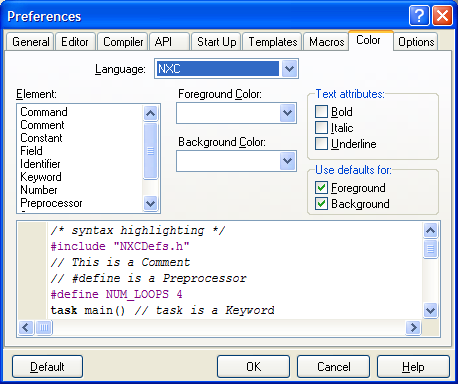 Preferences
General Editor Compiler API Start Up Templates Macros Color Options
Language: NXC
Element:
Command
Comment
Constant
Field
Identifier
Keyword
Number
Preprocessor
Foreground Color:
Background Color:
Text attributes:
Bold
Italic
Underline
Use defaults for:
Foreground
Background
/* syntax highlighting */
#include "NXCDefs.h"
// This is a Comment
// #define is a Preprocessor
#define NUM_LOOPS 4
task main() // task is a Keyword
Default OK Cancel Help